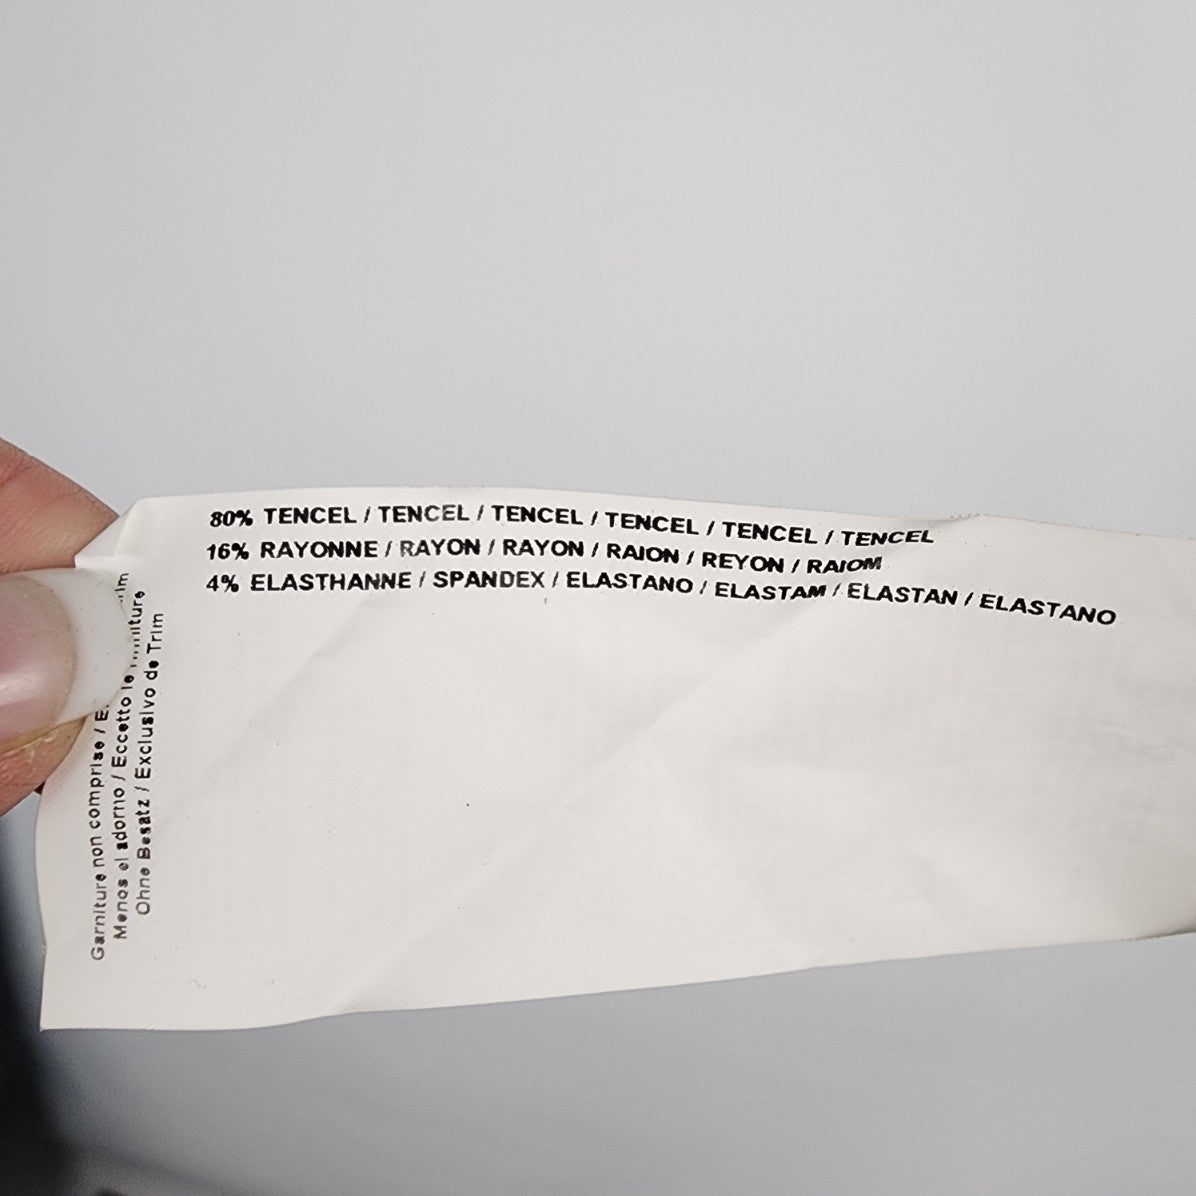 80% TENCEL / TENCEL / TENCEL / TENCEL / TENCEL / TENCEL
16% RAYONNE / RAYON / RAYON / RAION / REYON / RAIOM
4% ELASTHANNE / SPANDEX / ELASTANO / ELASTAM / ELASTAN / ELASTANO
Garniture non comprise /
Menos el adorno / Eccetto le
Ohne Besatz / Exclusivo de Trim